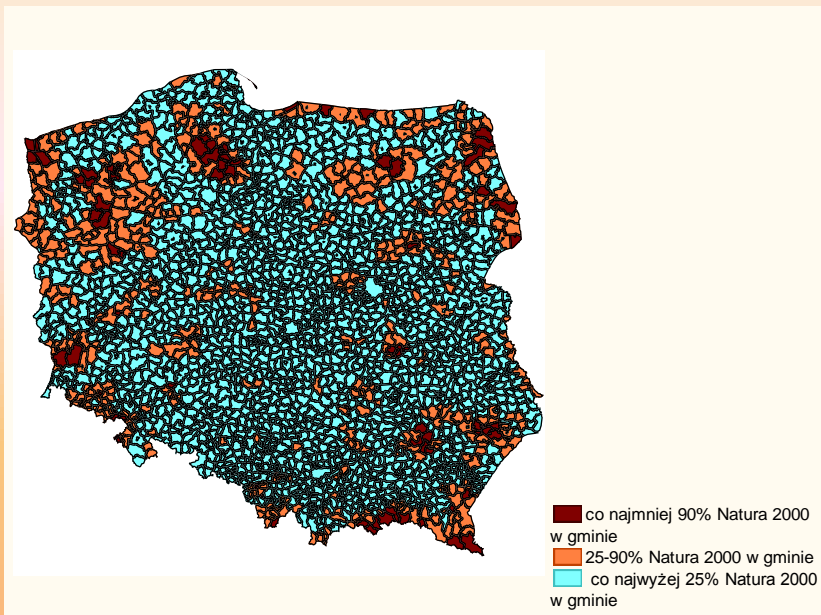 co najmniej 90% Natura 2000
w gminie
25-90% Natura 2000 w gminie
co najwyżej 25% Natura 2000
w gminie